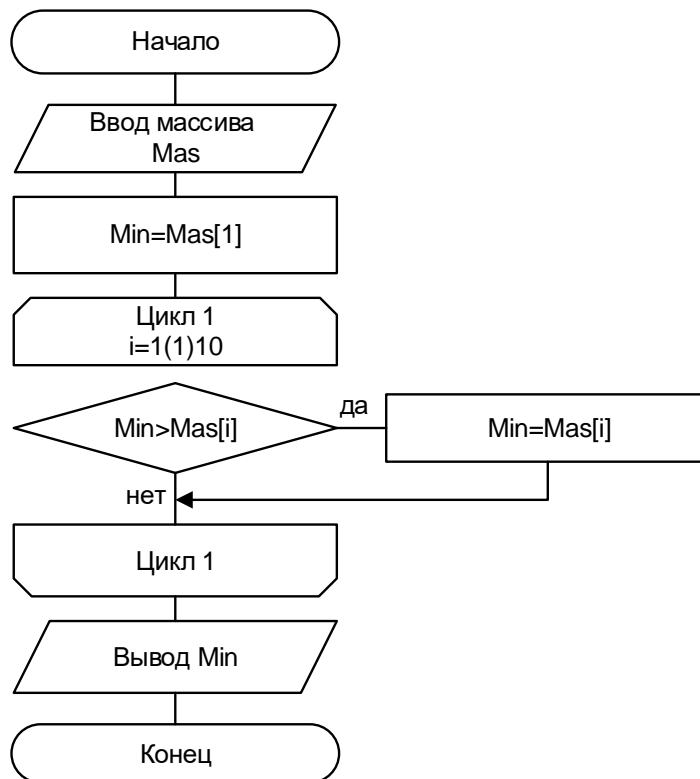 Начало
Ввод массива
Mas
Min=Mas[1]
Цикл 1
i=1(1)10
Min>Mas[i]
да
Min=Mas[i]
нет
Цикл 1
Вывод Min
Конец